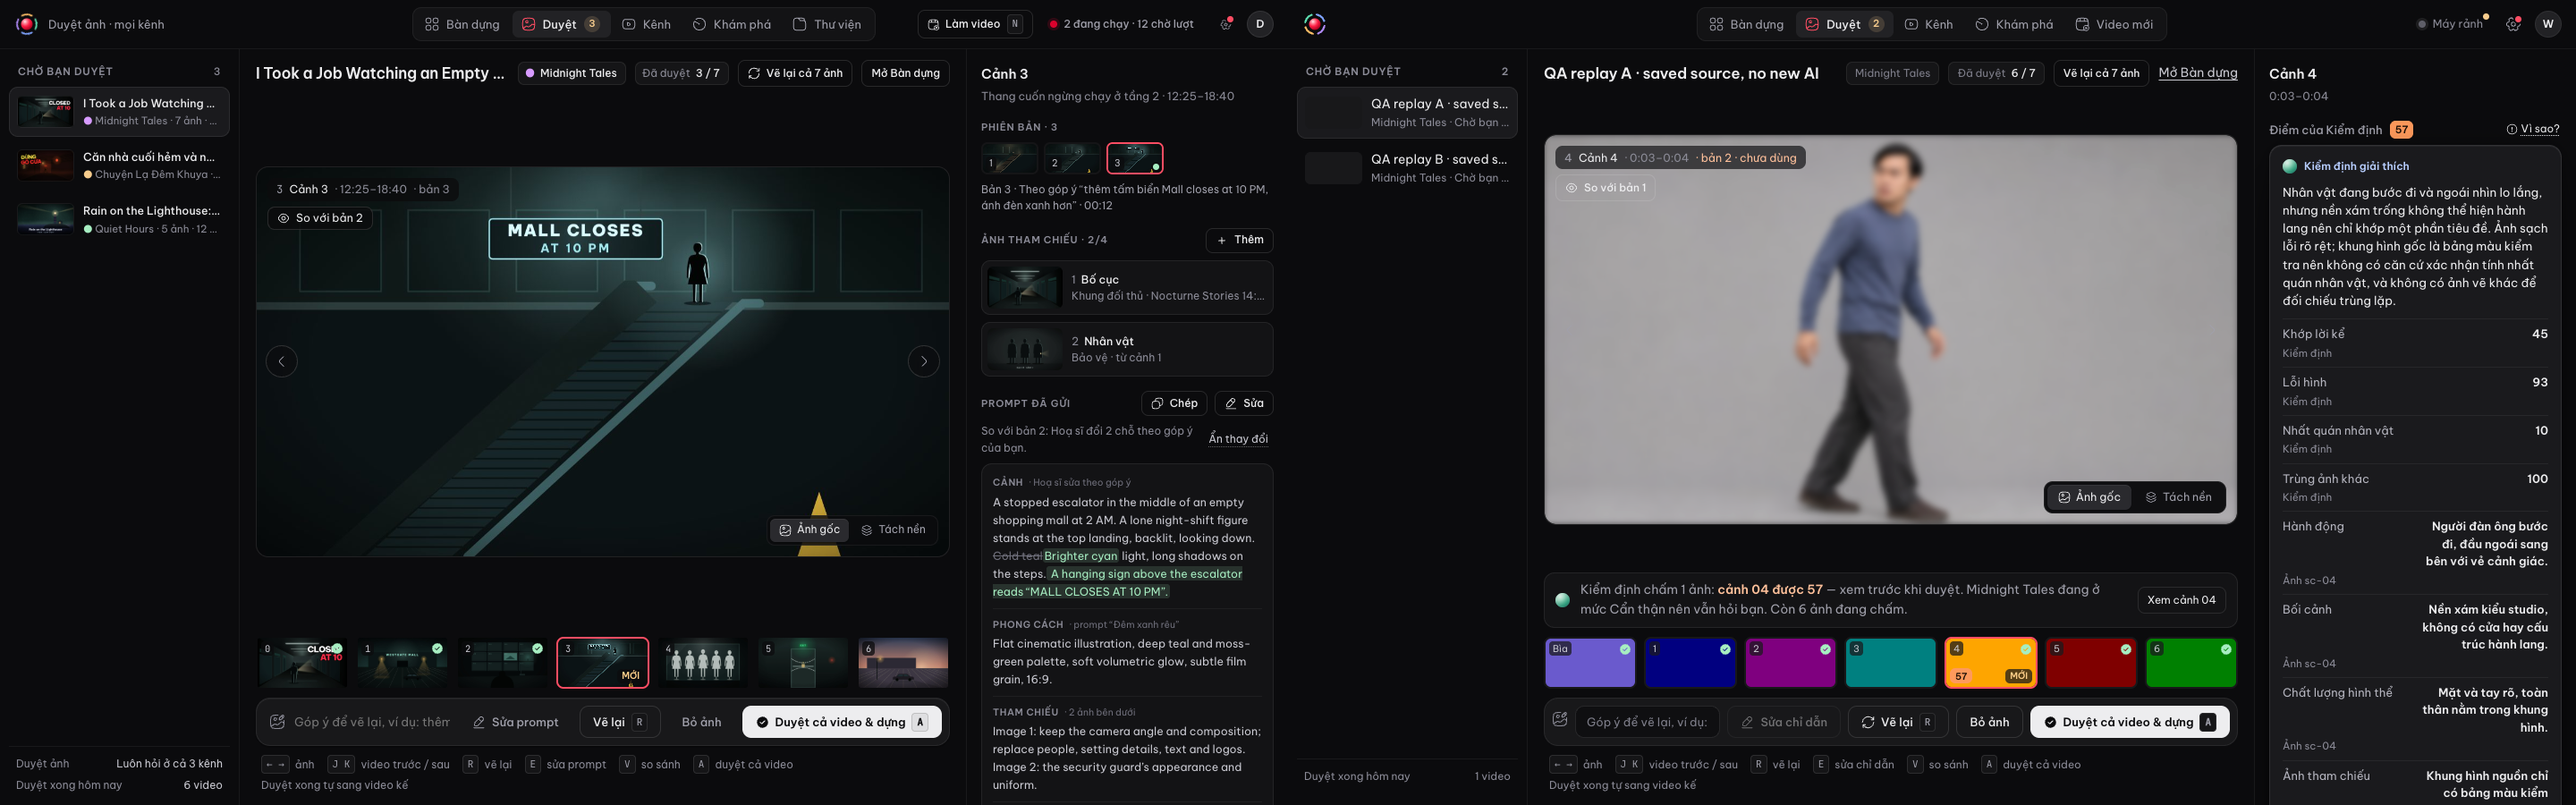 Duyệt ảnh · mọi kênh
Bàn dựng
Duyệt 3
Kênh
Khám phá
Thư viện
Làm video N
2 đang chạy · 12 chờ lượt
D
CHỜ BẠN DUYỆT 3
I Took a Job Watching ...
Midnight Tales · 7 ảnh · ...
Căn nhà cuối hẻm và n...
Chuyện Lạ Đêm Khuya ·...
Rain on the Lighthouse:...
Quiet Hours · 5 ảnh · 12 ...
Duyệt ảnh Luôn hỏi ở cả 3 kênh
Duyệt xong hôm nay 6 video
I Took a Job Watching an Empty ...
Midnight Tales
Đã duyệt 3 / 7
Vẽ lại cả 7 ảnh
Mở Bàn dựng
3 Cảnh 3 · 12:25–18:40 · bản 3
So với bản 2
MALL CLOSES
AT 10 PM
Ảnh gốc
Tách nền
0 CLOSED
AT 10
1
2
3 MỚI
4
5
6
Góp ý để vẽ lại, ví dụ: thêm
Sửa prompt
Vẽ lại R
Bỏ ảnh
Duyệt cả video & dựng A
← → ảnh
J K video trước / sau
R vẽ lại
E sửa prompt
V so sánh
A duyệt cả video
Duyệt xong tự sang video kế
Cảnh 3
Thang cuốn ngừng chạy ở tầng 2 · 12:25–18:40
PHIÊN BẢN · 3
1
2
3
Bản 3 · Theo góp ý “thêm tấm biển Mall closes at 10 PM,
ánh đèn xanh hơn” · 00:12
ẢNH THAM CHIẾU · 2/4
+ Thêm
1 Bố cục
Khung đối thủ · Nocturne Stories 14:...
2 Nhân vật
Bảo vệ · từ cảnh 1
PROMPT ĐÃ GỬI
Chép
Sửa
So với bản 2: Hoạ sĩ đổi 2 chỗ theo góp ý
của bạn.
Ẩn thay đổi
CẢNH · Hoạ sĩ sửa theo góp ý
A stopped escalator in the middle of an empty
shopping mall at 2 AM. A lone night-shift figure
stands at the top landing, backlit, looking down.
Cold teal Brighter cyan light, long shadows on
the steps. A hanging sign above the escalator
reads “MALL CLOSES AT 10 PM”.
PHONG CÁCH · prompt “Đêm xanh rêu”
Flat cinematic illustration, deep teal and moss-
green palette, soft volumetric glow, subtle film
grain, 16:9.
THAM CHIẾU · 2 ảnh bên dưới
Image 1: keep the camera angle and composition;
replace people, setting details, text and logos.
Image 2: the security guard's appearance and
uniform.
Bàn dựng
Duyệt 2
Kênh
Khám phá
Video mới
Máy rảnh
W
CHỜ BẠN DUYỆT 2
QA replay A · saved s...
Midnight Tales · Chờ bạn ...
QA replay B · saved s...
Midnight Tales · Chờ bạn ...
Duyệt xong hôm nay 1 video
QA replay A · saved source, no new AI
Midnight Tales
Đã duyệt 6 / 7
Vẽ lại cả 7 ảnh
Mở Bàn dựng
4 Cảnh 4 · 0:03–0:04 · bản 2 · chưa dùng
So với bản 1
Ảnh gốc
Tách nền
Kiểm định chấm 1 ảnh: cảnh 04 được 57 — xem trước khi duyệt. Midnight Tales đang ở
mức Cẩn thận nên vẫn hỏi bạn. Còn 6 ảnh đang chấm.
Xem cảnh 04
Bìa
1
2
3
4 57 MỚI
5
6
Góp ý để vẽ lại, ví dụ:
Sửa chỉ dẫn
Vẽ lại R
Bỏ ảnh
Duyệt cả video & dựng A
← → ảnh
J K video trước / sau
R vẽ lại
E sửa chỉ dẫn
V so sánh
A duyệt cả video
Duyệt xong tự sang video kế
Cảnh 4
0:03–0:04
Điểm của Kiểm định 57
Vì sao?
Kiểm định giải thích
Nhân vật đang bước đi và ngoái nhìn lo lắng,
nhưng nền xám trống không thể hiện hành
lang nên chỉ khớp một phần tiêu đề. Ảnh sạch
lỗi rõ rệt; khung hình gốc là bảng màu kiểm
tra nên không có căn cứ xác nhận tính nhất
quán nhân vật, và không có ảnh vẽ khác để
đối chiếu trùng lặp.
Khớp lời kể 45
Kiểm định
Lỗi hình 93
Kiểm định
Nhất quán nhân vật 10
Kiểm định
Trùng ảnh khác 100
Kiểm định
Hành động Người đàn ông bước
đi, đầu ngoái sang
bên với vẻ cảnh giác.
Ảnh sc-04
Bối cảnh Nền xám kiểu studio,
không có cửa hay cấu
trúc hành lang.
Ảnh sc-04
Chất lượng hình thể Mặt và tay rõ, toàn
thân nằm trong khung
hình.
Ảnh sc-04
Ảnh tham chiếu Khung hình nguồn chỉ
có bảng màu kiểm